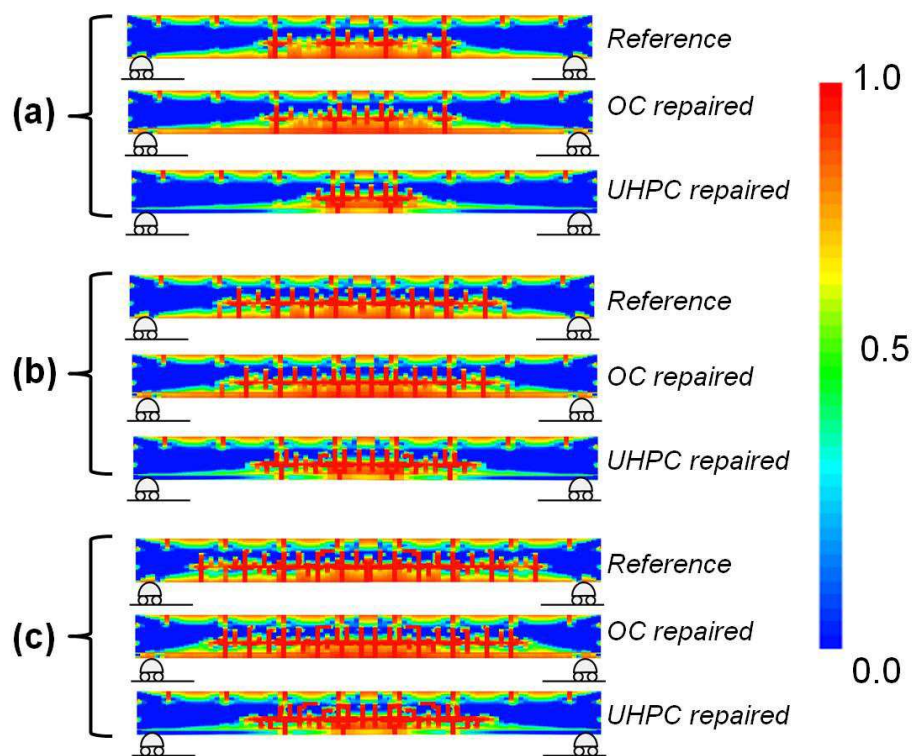 Reference
1.0
(a)
OC repaired
UHPC repaired
Reference
0.5
(b)
OC repaired
UHPC repaired
Reference
(c)
OC repaired
0.0
UHPC repaired